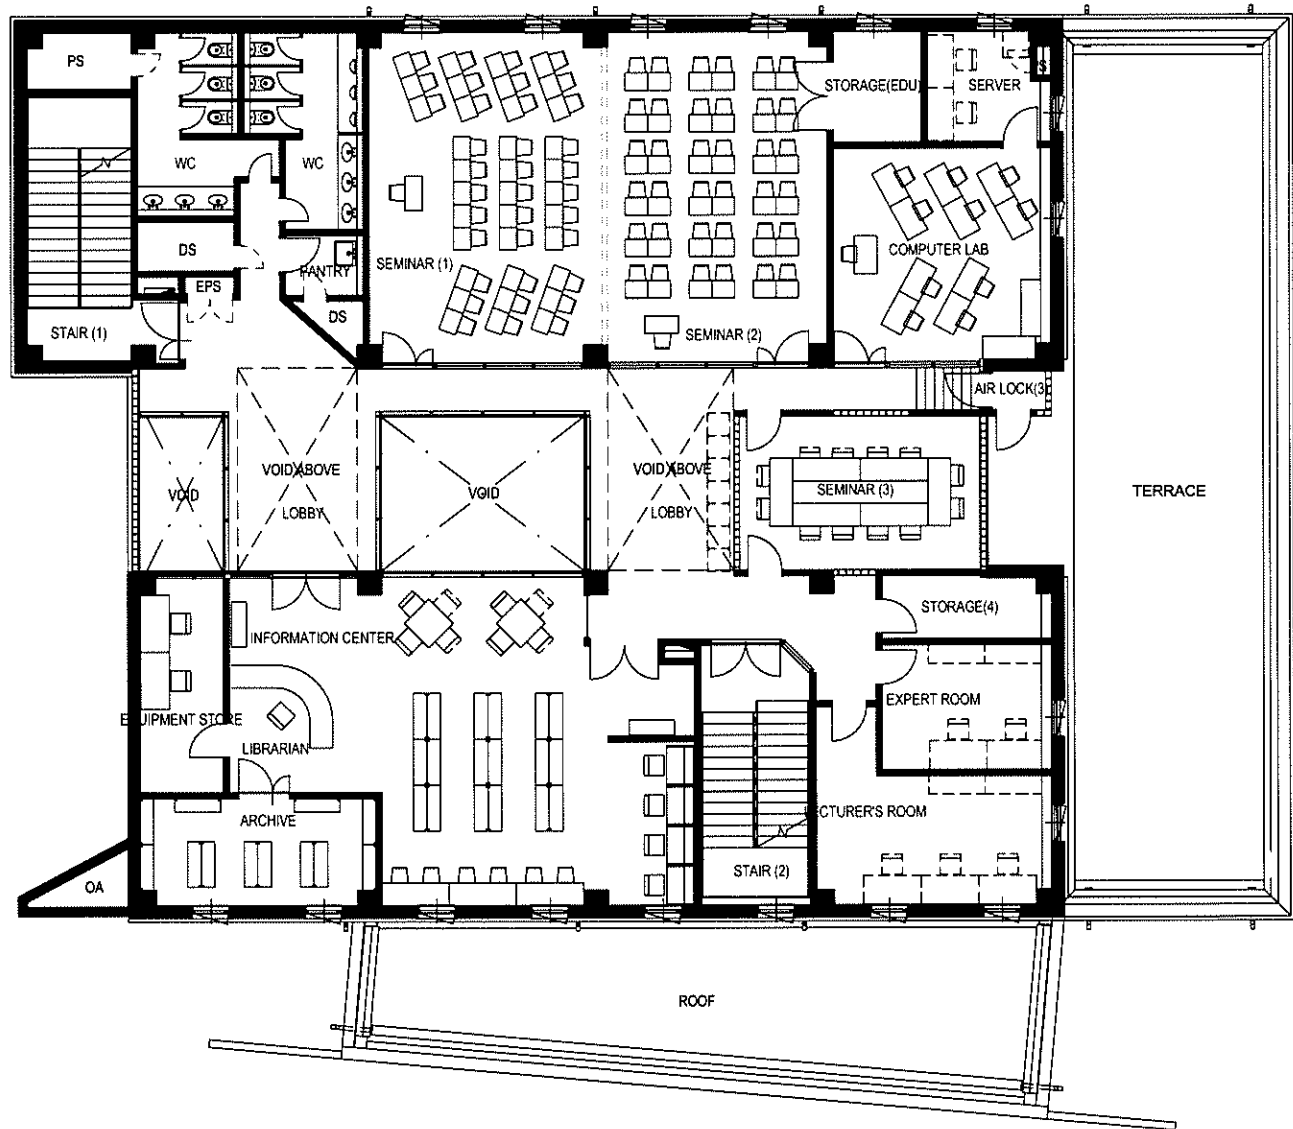 PS
STORAGE(EDU)
SERVER
WC
WC
DS
PANTRY
SEMINAR (1)
COMPUTER LAB
EPS
DS
STAIR (1)
SEMINAR (2)
AIR LOCK(3)
VOID ABOVE
VOID ABOVE
VOID
VOID
SEMINAR (3)
TERRACE
LOBBY
LOBBY
STORAGE(4)
INFORMATION CENTER
EXPERT ROOM
EQUIPMENT STORE
LIBRARIAN
LECTURER'S ROOM
ARCHIVE
STAIR (2)
OA
ROOF